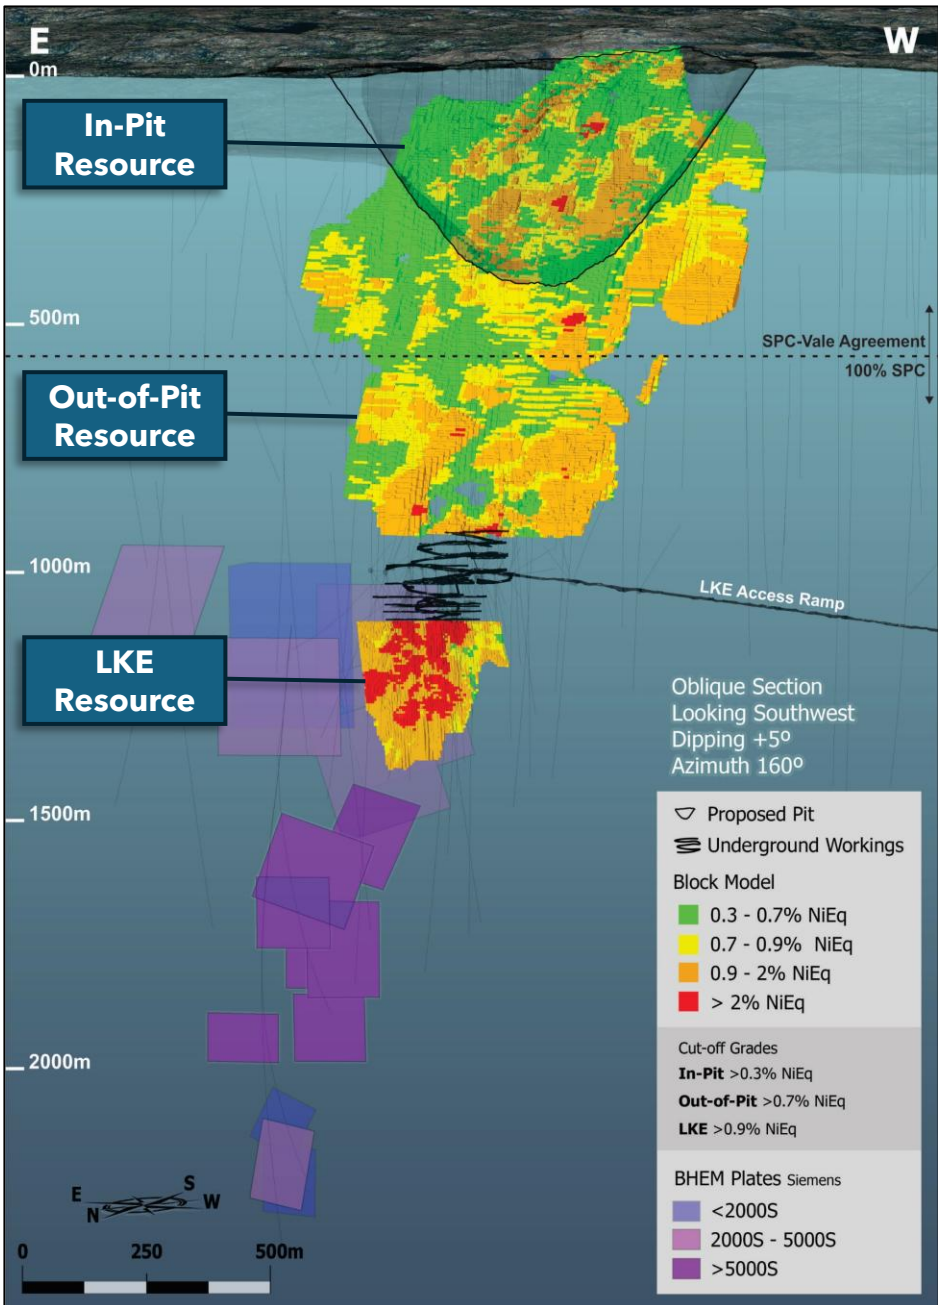 E
W
0m
In-Pit
Resource
500m
SPC-Vale Agreement
100% SPC
Out-of-Pit
Resource
1000m
LKE Access Ramp
LKE
Resource
Oblique Section
Looking Southwest
Dipping +5º
Azimuth 160º
1500m
Proposed Pit
Underground Workings
Block Model
0.3 - 0.7% NiEq
0.7 - 0.9% NiEq
0.9 - 2% NiEq
> 2% NiEq
Cut-off Grades
In-Pit >0.3% NiEq
Out-of-Pit >0.7% NiEq
LKE >0.9% NiEq
2000m
BHEM Plates Siemens
<2000S
2000S - 5000S
>5000S
E
S
N
W
0 250 500m